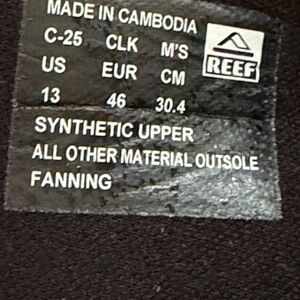 MADE IN CAMBODIA
C-25 CLK M'S
US EUR CM
13 46 30.4
REEF
SYNTHETIC UPPER
ALL OTHER MATERIAL OUTSOLE
FANNING